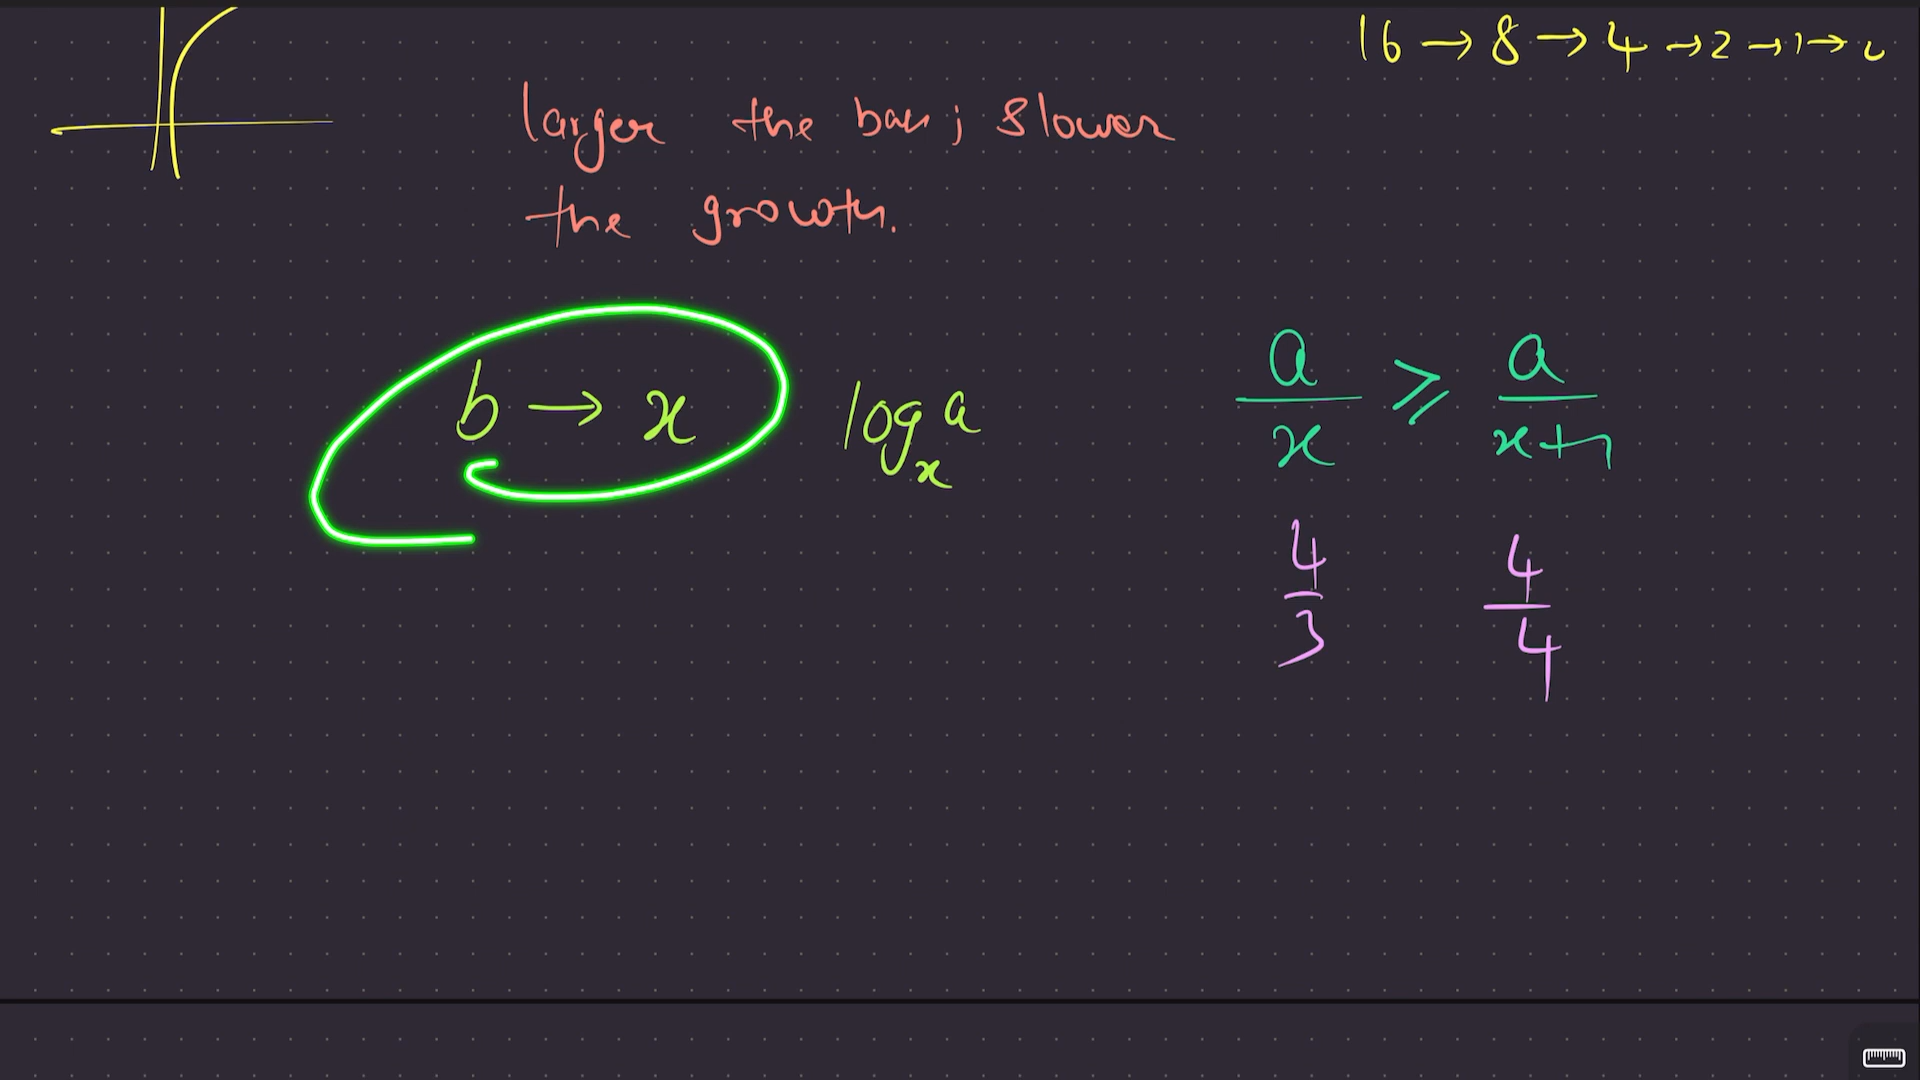 16 → 8 → 4 → 2 → 1 → 0
larger the base; slower
the growth.
b → x log_x a
a/x ⩾ a/(x+1)
4/3 4/4